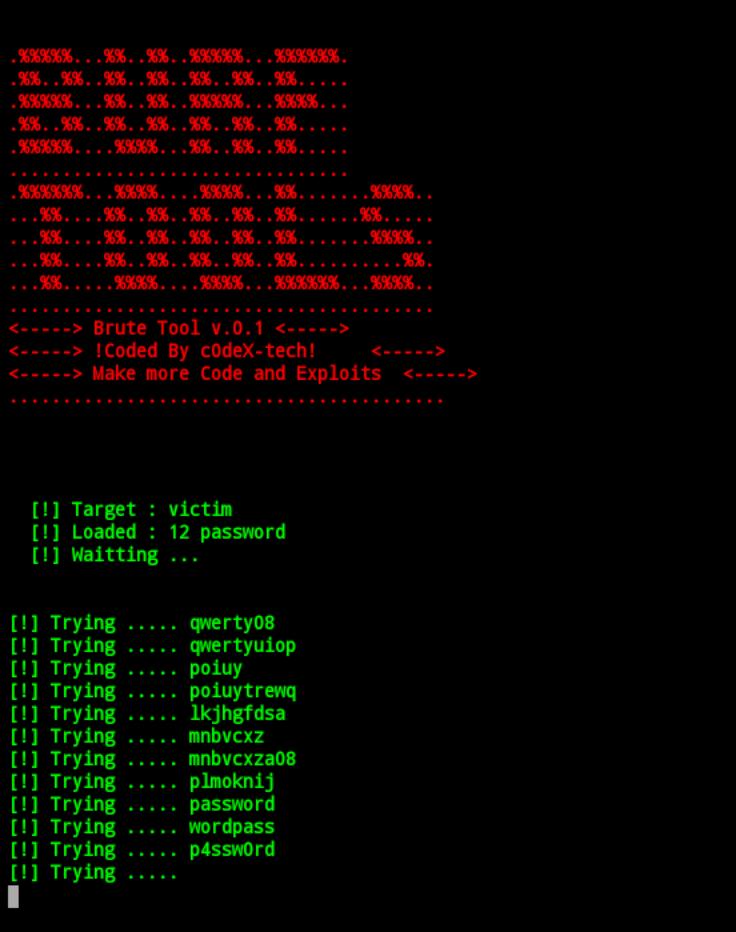 .%%%%%...%%..%%..%%%%%...%%%%%%.
.%%..%%..%%..%%..%%..%%..%%.....
.%%%%%...%%..%%..%%%%%...%%%%...
.%%..%%..%%..%%..%%..%%..%%.....
.%%%%%....%%%%...%%..%%..%%.....
................................
.%%%%%%...%%%%....%%%%...%%.......%%%%..
...%%....%%..%%..%%..%%..%%......%%.....
...%%....%%..%%..%%..%%..%%.......%%%%..
...%%....%%..%%..%%..%%..%%..........%%.
...%%.....%%%%....%%%%...%%%%%%...%%%%..
........................................
<-----> Brute Tool v.0.1 <----->
<-----> !Coded By c0deX-tech!     <----->
<-----> Make more Code and Exploits  <----->
.........................................
[!] Target : victim
[!] Loaded : 12 password
[!] Waitting ...
[!] Trying ..... qwerty08
[!] Trying ..... qwertyuiop
[!] Trying ..... poiuy
[!] Trying ..... poiuytrewq
[!] Trying ..... lkjhgfdsa
[!] Trying ..... mnbvcxz
[!] Trying ..... mnbvcxza08
[!] Trying ..... plmoknij
[!] Trying ..... password
[!] Trying ..... wordpass
[!] Trying ..... p4ssw0rd
[!] Trying .....